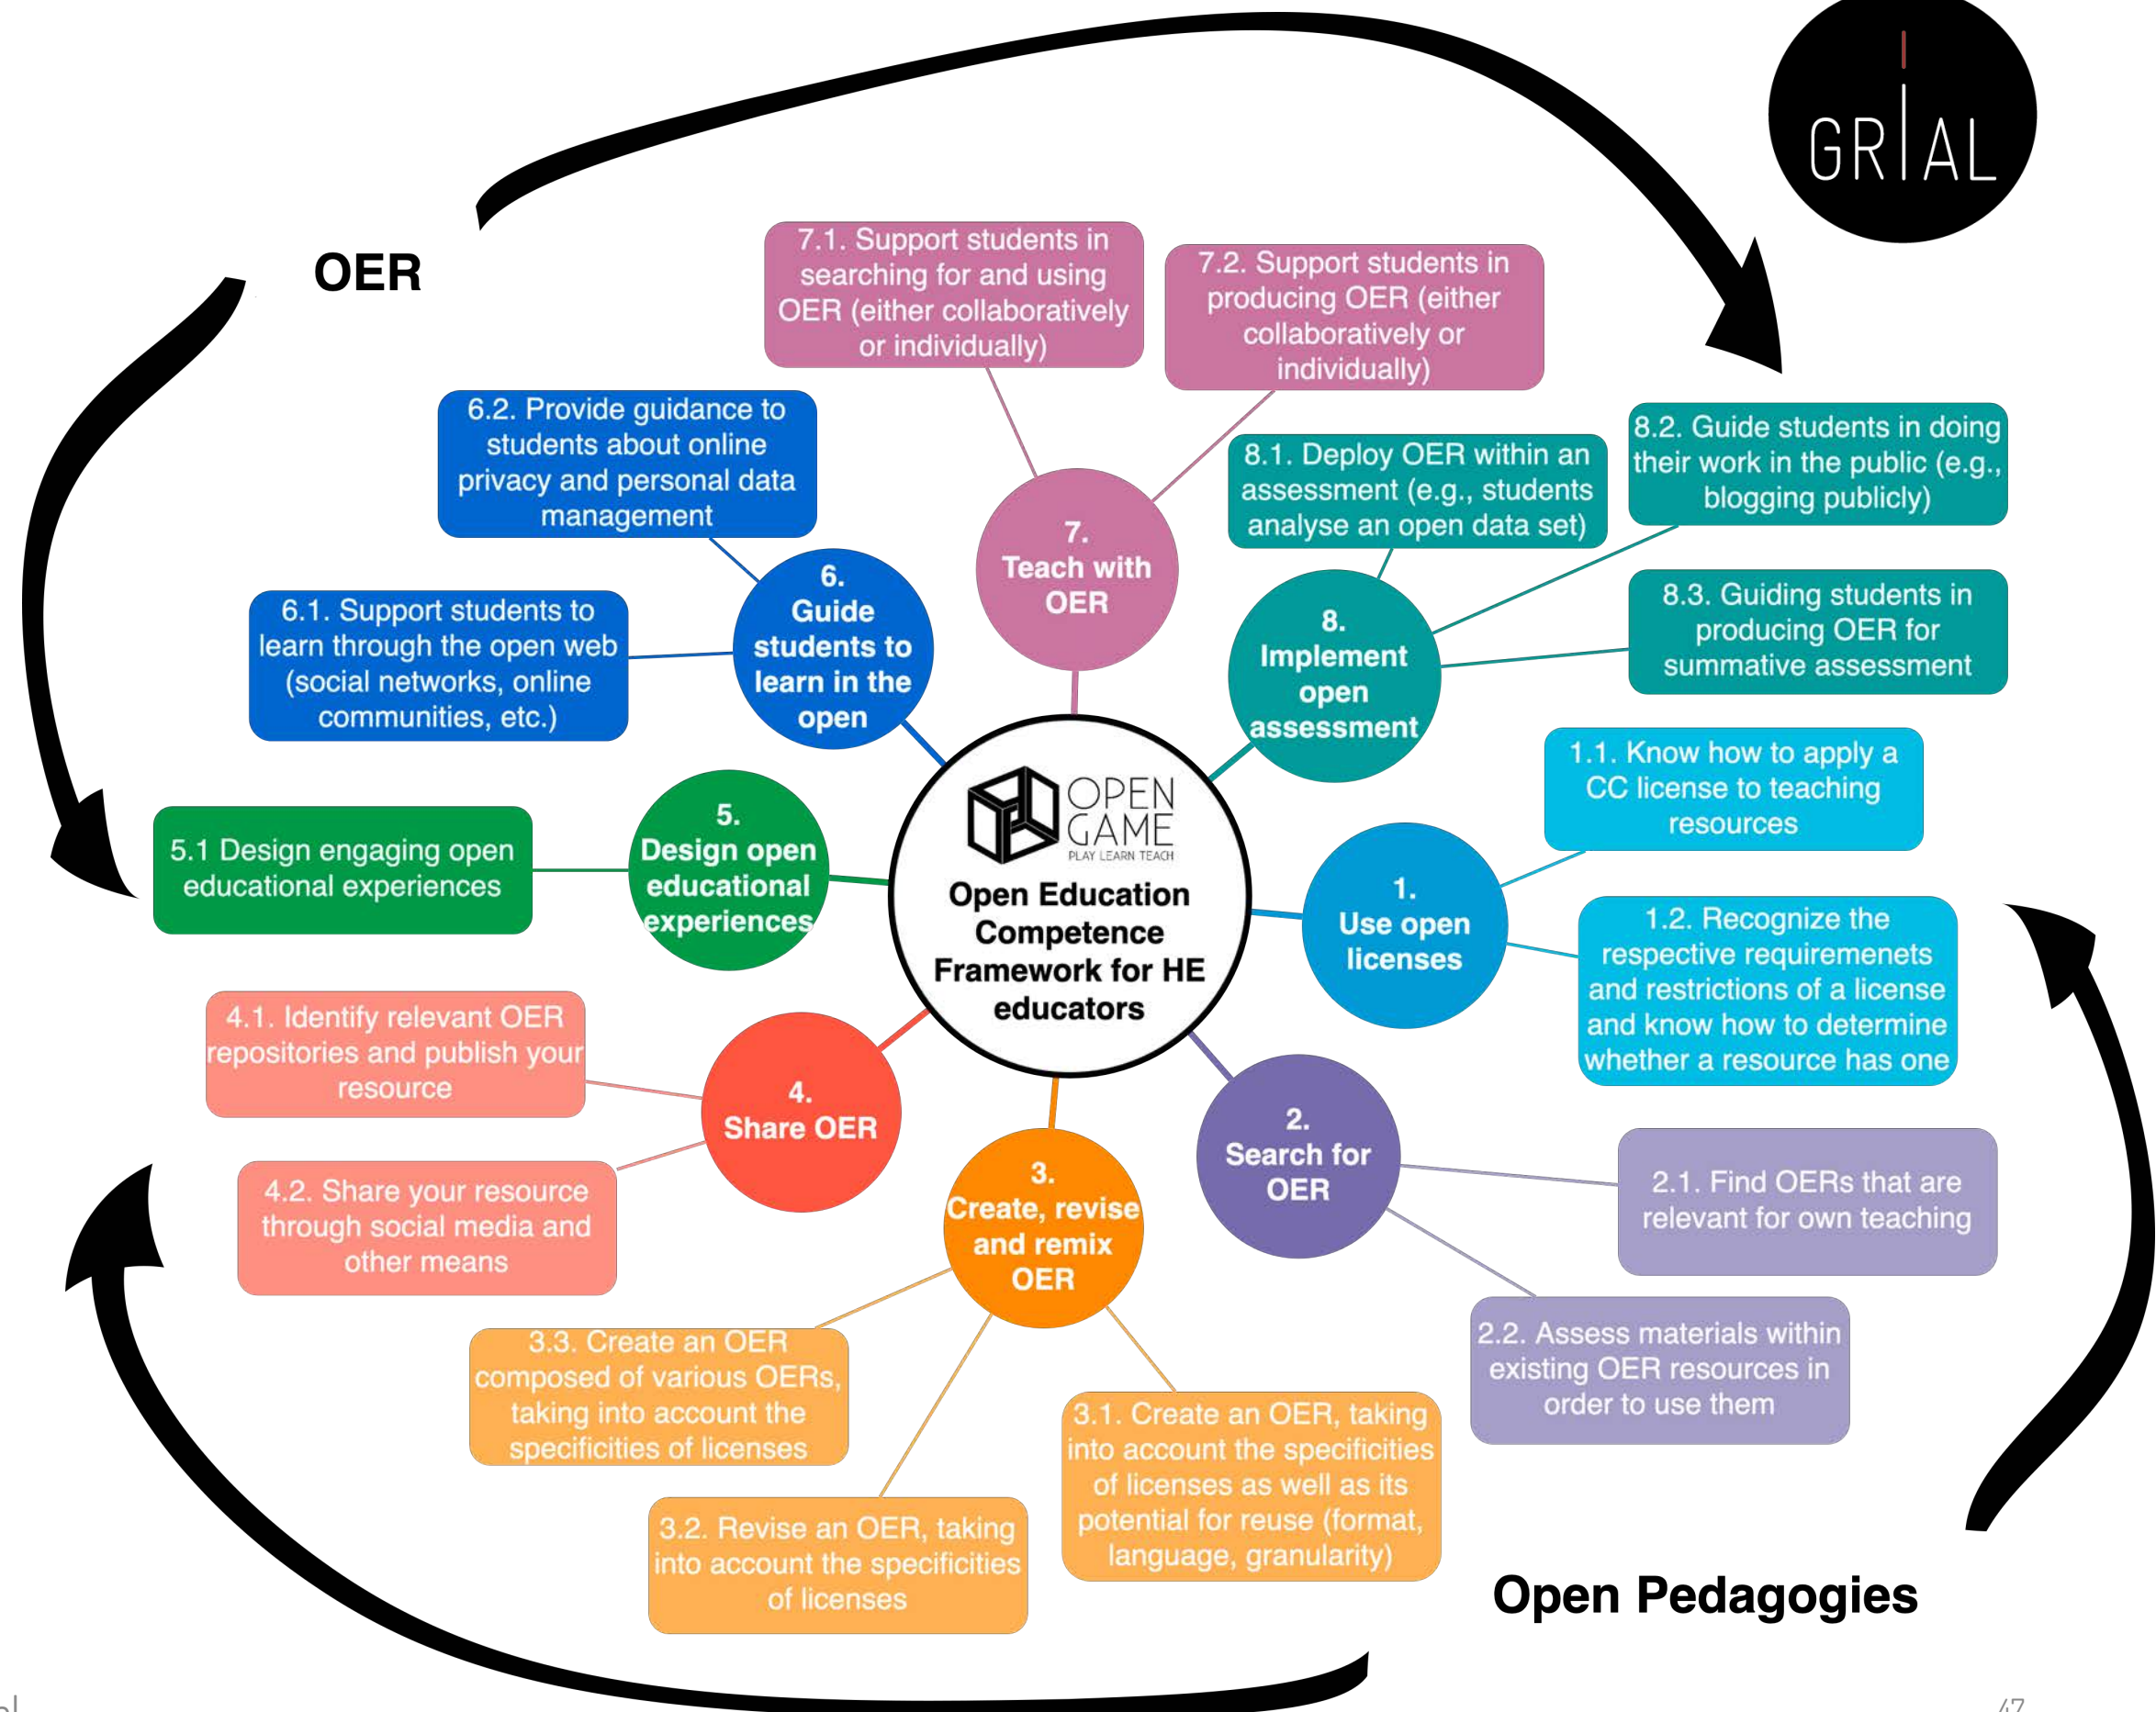 GRIAL
OER
7.1. Support students in
searching for and using
OER (either collaboratively
or individually)
7.2. Support students in
producing OER (either
collaboratively or
individually)
6.2. Provide guidance to
students about online
privacy and personal data
management
8.1. Deploy OER within an
assessment (e.g., students
analyse an open data set)
8.2. Guide students in doing
their work in the public (e.g.,
blogging publicly)
7.
Teach with
OER
6.
Guide
students to
learn in the
open
6.1. Support students to
learn through the open web
(social networks, online
communities, etc.)
8.
Implement
open
assessment
8.3. Guiding students in
producing OER for
summative assessment
1.1. Know how to apply a
CC license to teaching
resources
OPEN
GAME
PLAY LEARN TEACH
Open Education
Competence
Framework for HE
educators
5.
Design open
educational
experiences
5.1 Design engaging open
educational experiences
1.
Use open
licenses
1.2. Recognize the
respective requiremenets
and restrictions of a license
and know how to determine
whether a resource has one
4.1. Identify relevant OER
repositories and publish your
resource
4.
Share OER
4.2. Share your resource
through social media and
other means
3.
Create, revise
and remix
OER
2.
Search for
OER
2.1. Find OERs that are
relevant for own teaching
2.2. Assess materials within
existing OER resources in
order to use them
3.3. Create an OER
composed of various OERs,
taking into account the
specificities of licenses
3.1. Create an OER, taking
into account the specificities
of licenses as well as its
potential for reuse (format,
language, granularity)
3.2. Revise an OER, taking
into account the specificities
of licenses
Open Pedagogies
47